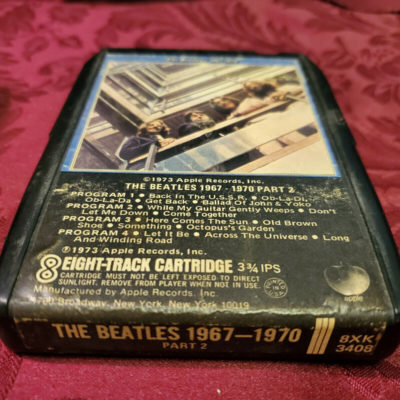 ©1973 Apple Records, Inc.
THE BEATLES 1967 - 1970 PART 2
PROGRAM 1 • Back In The U.S.S.R. • Ob-La-Di,
Ob-La-Da • Get Back • Ballad Of John & Yoko
PROGRAM 2 • While My Guitar Gently Weeps • Don't
Let Me Down • Come Together
PROGRAM 3 • Here Comes The Sun • Old Brown
Shoe • Something • Octopus's Garden
PROGRAM 4 • Let It Be • Across The Universe • Long
And Winding Road
℗1973 Apple Records, Inc.
8 EIGHT-TRACK CARTRIDGE 3¾ IPS
CARTRIDGE MUST NOT BE LEFT EXPOSED TO DIRECT
SUNLIGHT. REMOVE FROM PLAYER WHEN NOT IN USE.
Manufactured by Apple Records, Inc.
1700 Broadway, New York, New York 10019
apple
THE BEATLES 1967—1970
PART 2
8XK
3408